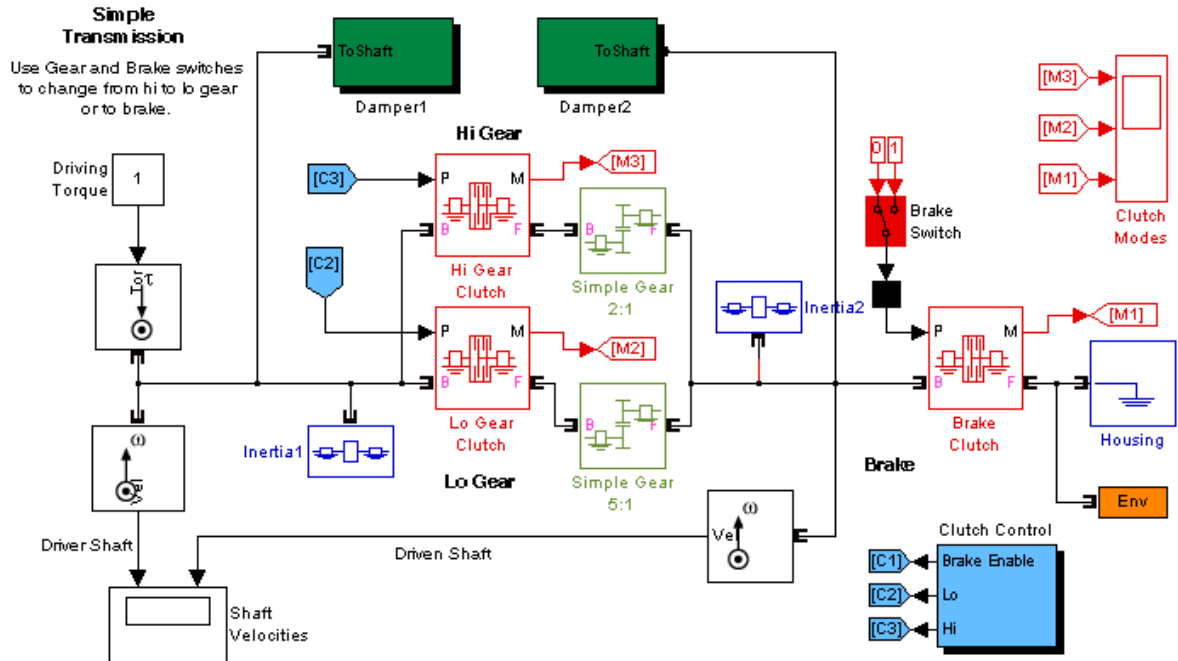 Simple
Transmission
Use Gear and Brake switches
to change from hi to lo gear
or to brake.
ToShaft
Damper1
ToShaft
Damper2
Hi Gear
[M3]
[M2]
[M1]
Clutch
Modes
Driving
Torque
1
[C3]
P
M
B
F
[M3]
Hi Gear
Clutch
B
F
Simple Gear
2:1
0
1
Brake
Switch
[C2]
Tor
τ
P
M
B
F
[M2]
Lo Gear
Clutch
B
F
Simple Gear
5:1
Inertia1
Inertia2
P
M
B
F
[M1]
Brake
Clutch
Housing
Lo Gear
Brake
Env
ω
Vel
Driver Shaft
Driven Shaft
Ve
ω
Shaft
Velocities
Clutch Control
[C1]
Brake Enable
[C2]
Lo
[C3]
Hi